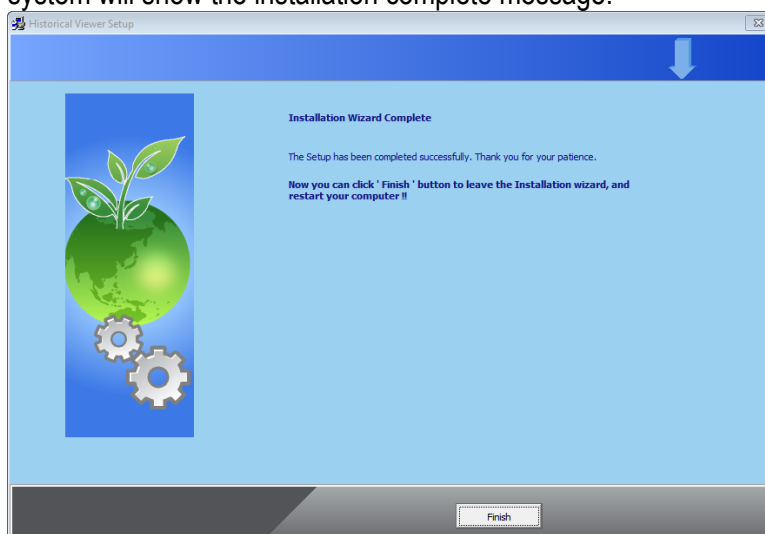 system will show the installation complete message.
Historical Viewer Setup
Installation Wizard Complete
The Setup has been completed successfully. Thank you for your patience.
Now you can click ' Finish ' button to leave the Installation wizard, and
restart your computer !!
Finish